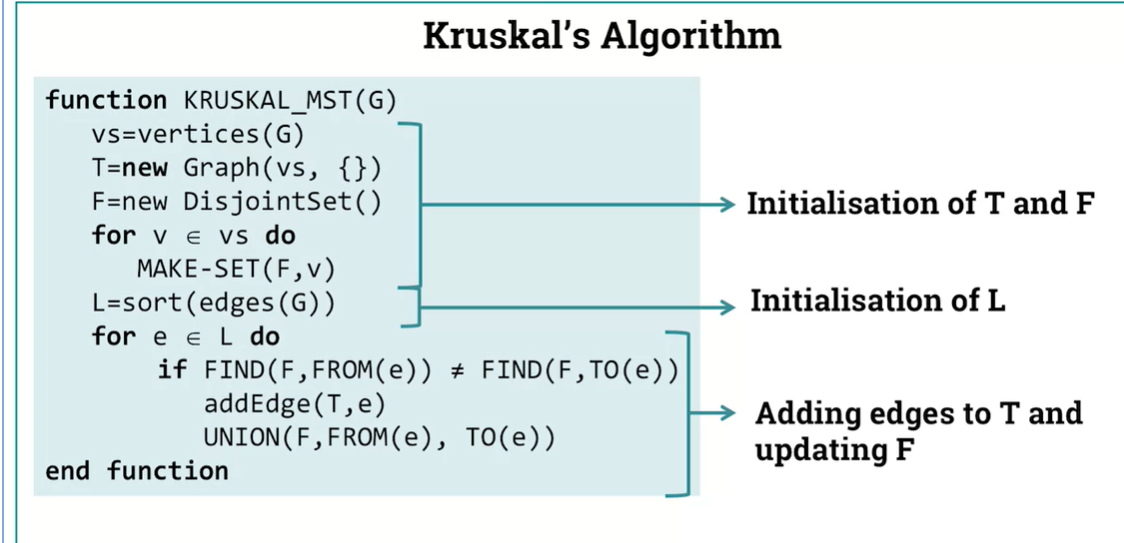 Kruskal's Algorithm
function KRUSKAL_MST(G)
vs=vertices(G)
T=new Graph(vs, {})
F=new DisjointSet()
for v ∈ vs do
MAKE-SET(F,v)
L=sort(edges(G))
for e ∈ L do
if FIND(F,FROM(e)) ≠ FIND(F,TO(e))
addEdge(T,e)
UNION(F,FROM(e), TO(e))
end function
Initialisation of T and F
Initialisation of L
Adding edges to T and
updating F